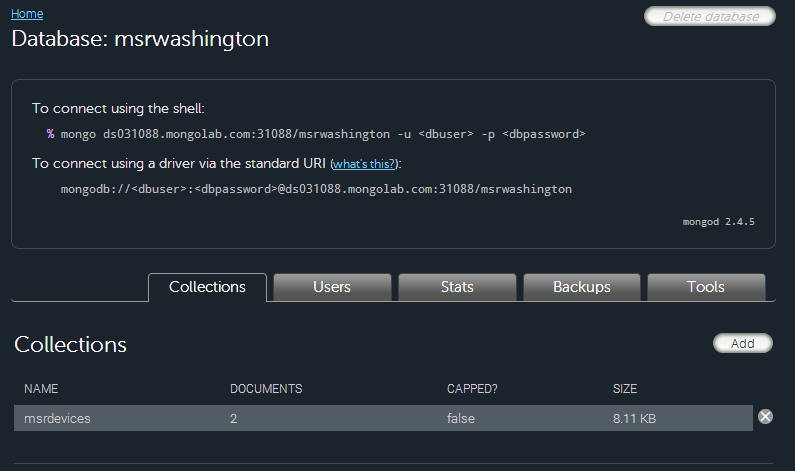 Home
Delete database
Database: msrwashington
To connect using the shell:
% mongo ds031088.mongolab.com:31088/msrwashington -u <dbuser> -p <dbpassword>
To connect using a driver via the standard URI (what's this?):
mongodb://<dbuser>:<dbpassword>@ds031088.mongolab.com:31088/msrwashington
mongod 2.4.5
Collections Users Stats Backups Tools
Collections
Add
NAME DOCUMENTS CAPPED? SIZE
msrdevices 2 false 8.11 KB